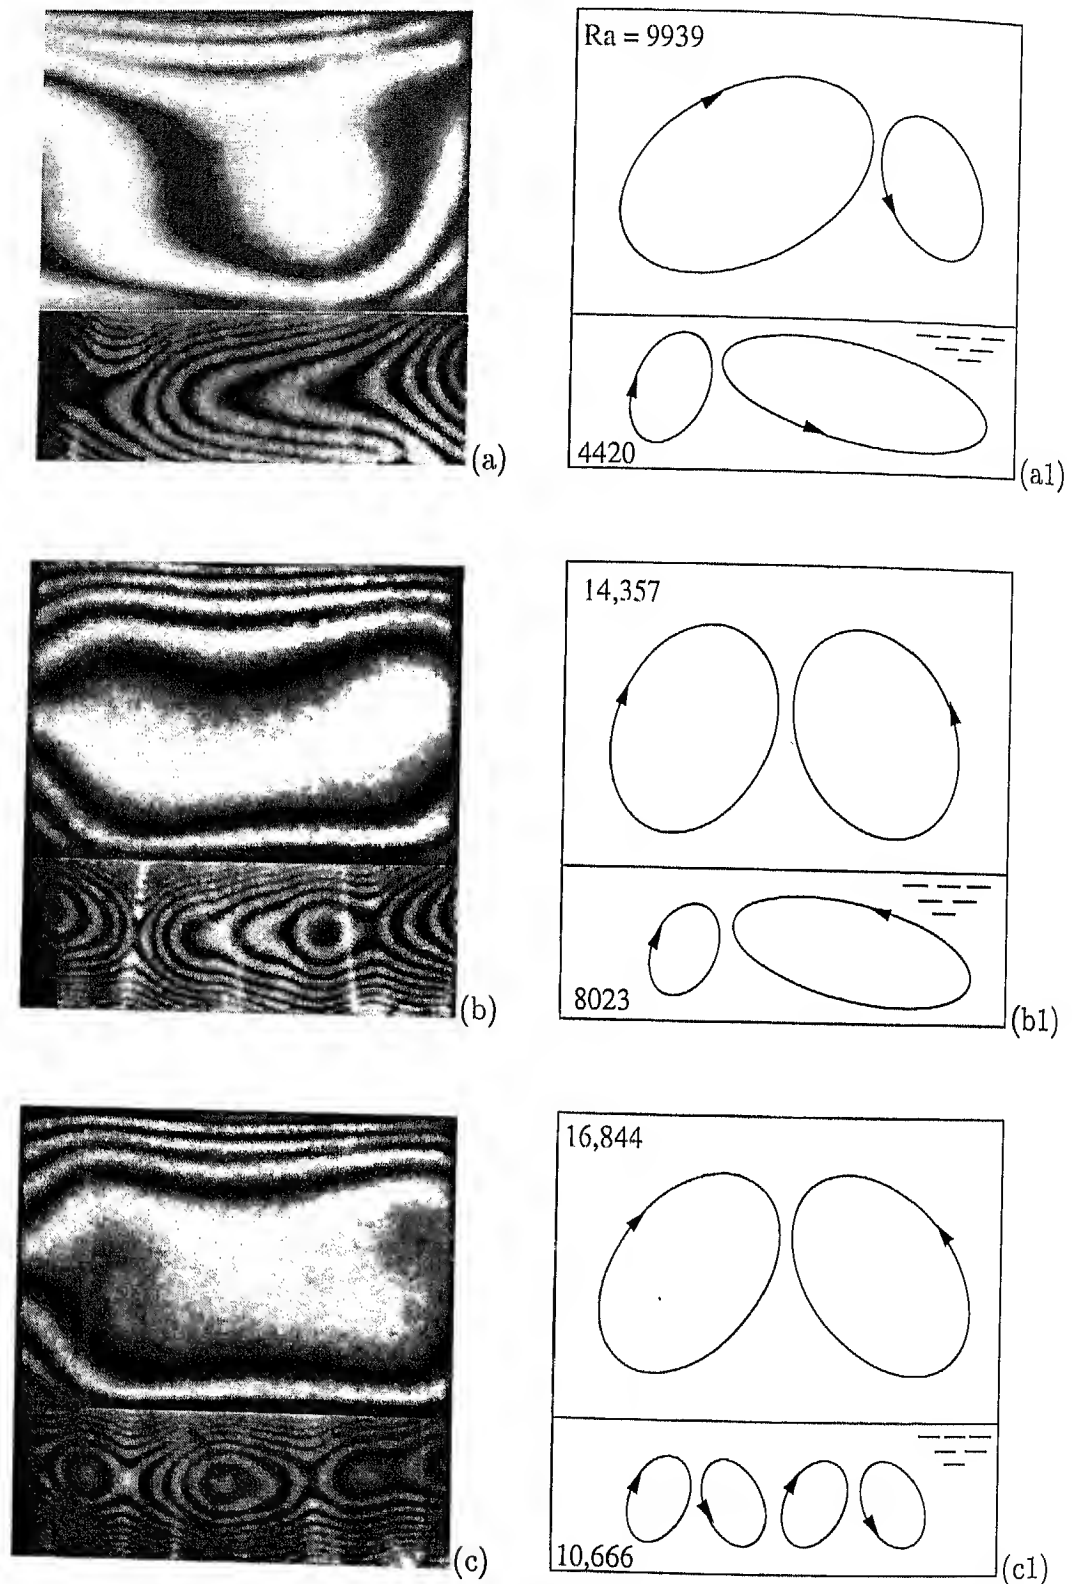 Ra = 9939
4420
(a)
(a1)
14,357
8023
(b)
(b1)
16,844
10,666
(c)
(c1)